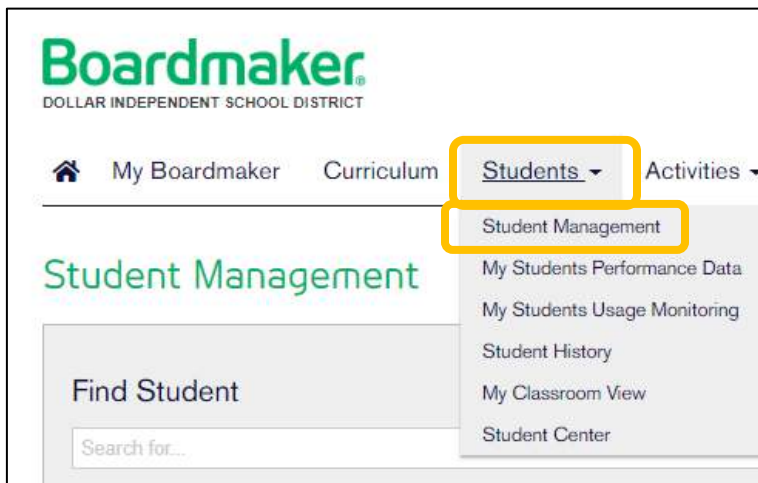 Boardmaker®
DOLLAR INDEPENDENT SCHOOL DISTRICT
My Boardmaker Curriculum Students Activities
Student Management
My Students Performance Data
My Students Usage Monitoring
Student History
My Classroom View
Student Center
Student Management
Find Student
Search for...